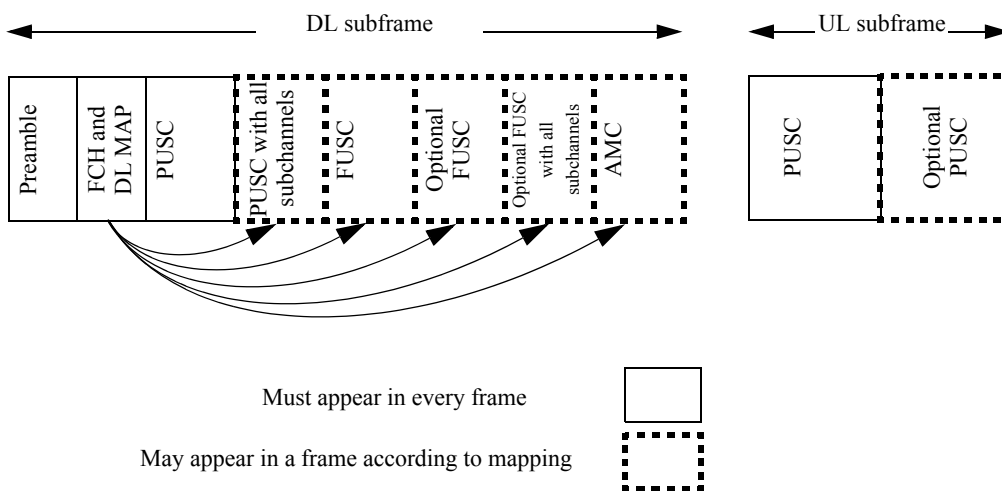 DL subframe
UL subframe
Preamble
FCH and
DL MAP
PUSC
PUSC with all
subchannels
FUSC
Optional
FUSC
Optional FUSC
with all
subchannels
AMC
PUSC
Optional
PUSC
Must appear in every frame
May appear in a frame according to mapping